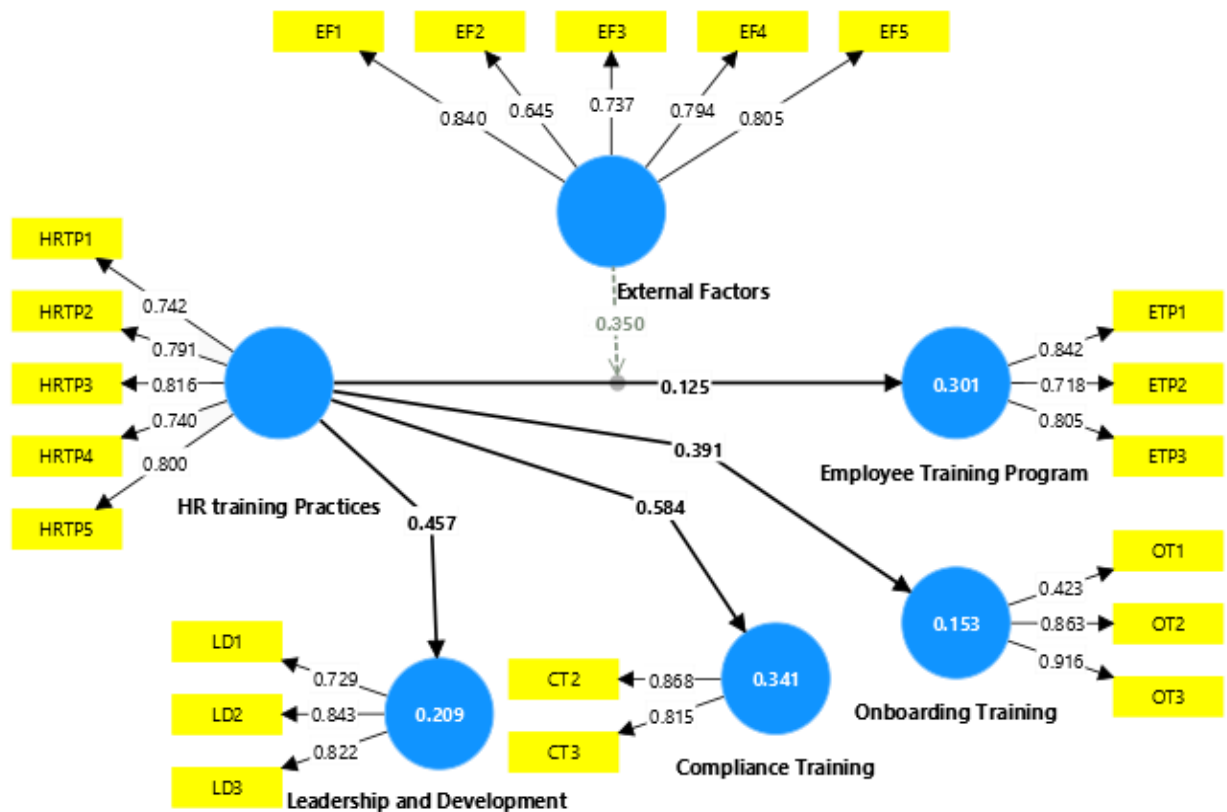 EF1
EF2
EF3
EF4
EF5
0.840
0.645
0.737
0.794
0.805
External Factors
0.350
HRTP1
HRTP2
HRTP3
HRTP4
HRTP5
0.742
0.791
0.816
0.740
0.800
HR training Practices
0.125
0.391
0.584
0.457
0.301
Employee Training Program
ETP1
ETP2
ETP3
0.842
0.718
0.805
0.153
Onboarding Training
OT1
OT2
OT3
0.423
0.863
0.916
0.341
Compliance Training
CT2
CT3
0.868
0.815
0.209
Leadership and Development
LD1
LD2
LD3
0.729
0.843
0.822